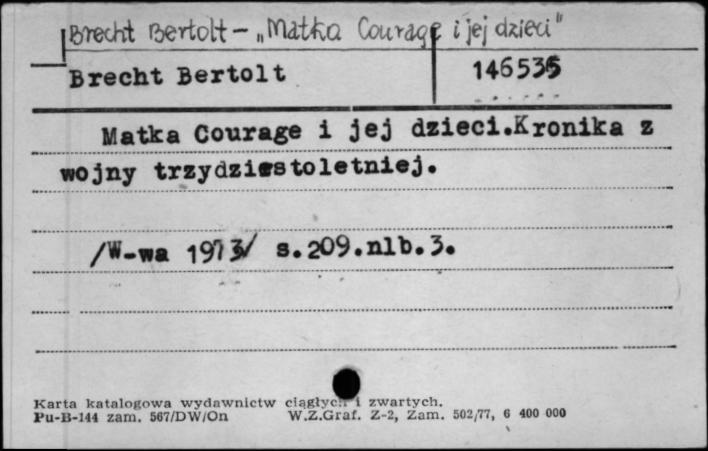 Brecht Bertolt – „Matka Courage i jej dzieci"
Brecht Bertolt 146535
Matka Courage i jej dzieci.Kronika z
wojny trzydziestoletniej.
/W-wa 1973/ s.209.nlb.3.
Karta katalogowa wydawnictw ciągłych i zwartych.
Pu-B-144 zam. 567/DW/On W.Z.Graf. Z-2, Zam. 502/77, 6 400 000